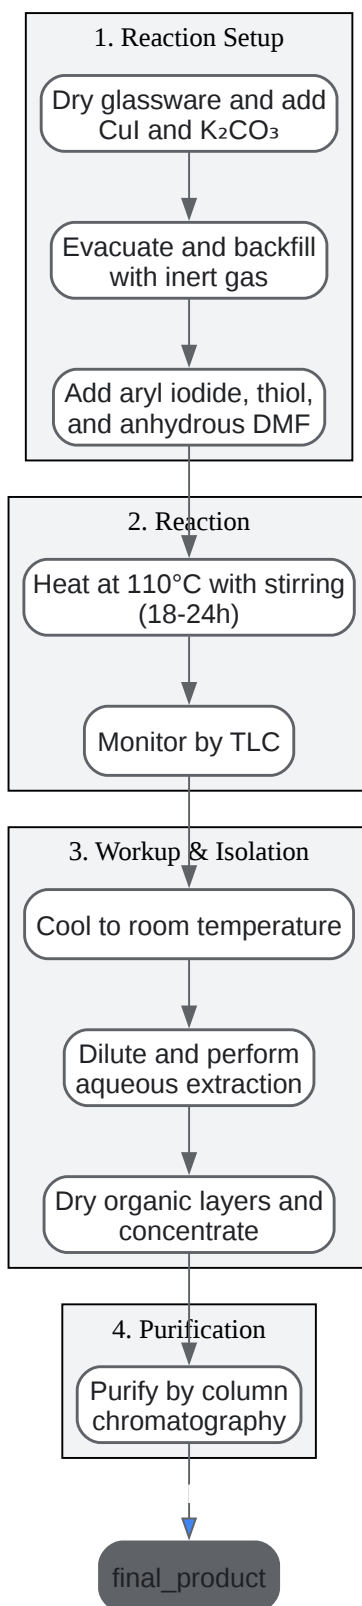 1. Reaction Setup
Dry glassware and add
CuI and K₂CO₃
Evacuate and backfill
with inert gas
Add aryl iodide, thiol,
and anhydrous DMF
2. Reaction
Heat at 110°C with stirring
(18-24h)
Monitor by TLC
3. Workup & Isolation
Cool to room temperature
Dilute and perform
aqueous extraction
Dry organic layers and
concentrate
4. Purification
Purify by column
chromatography
final_product